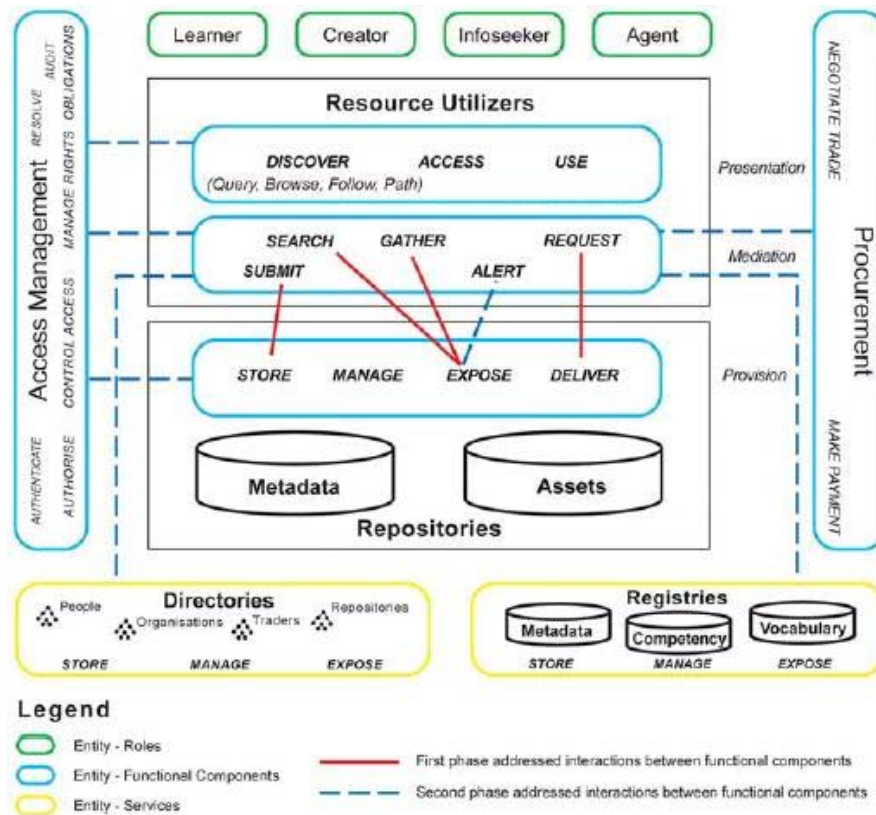 Learner
Creator
Infoseeker
Agent
Access Management
RESOLVE
AUDIT
MANAGE RIGHTS
OBLIGATIONS
CONTROL ACCESS
AUTHENTICATE
AUTHORISE
Resource Utilizers
DISCOVER
ACCESS
USE
(Query, Browse, Follow, Path)
Presentation
SEARCH
GATHER
REQUEST
SUBMIT
ALERT
Mediation
STORE
MANAGE
EXPOSE
DELIVER
Provision
Metadata
Assets
Repositories
NEGOTIATE TRADE
Procurement
MAKE PAYMENT
Directories
People
Organisations
Traders
Repositories
STORE
MANAGE
EXPOSE
Registries
Metadata
Competency
Vocabulary
STORE
MANAGE
EXPOSE
Legend
Entity - Roles
Entity - Functional Components
Entity - Services
First phase addressed interactions between functional components
Second phase addressed interactions between functional components